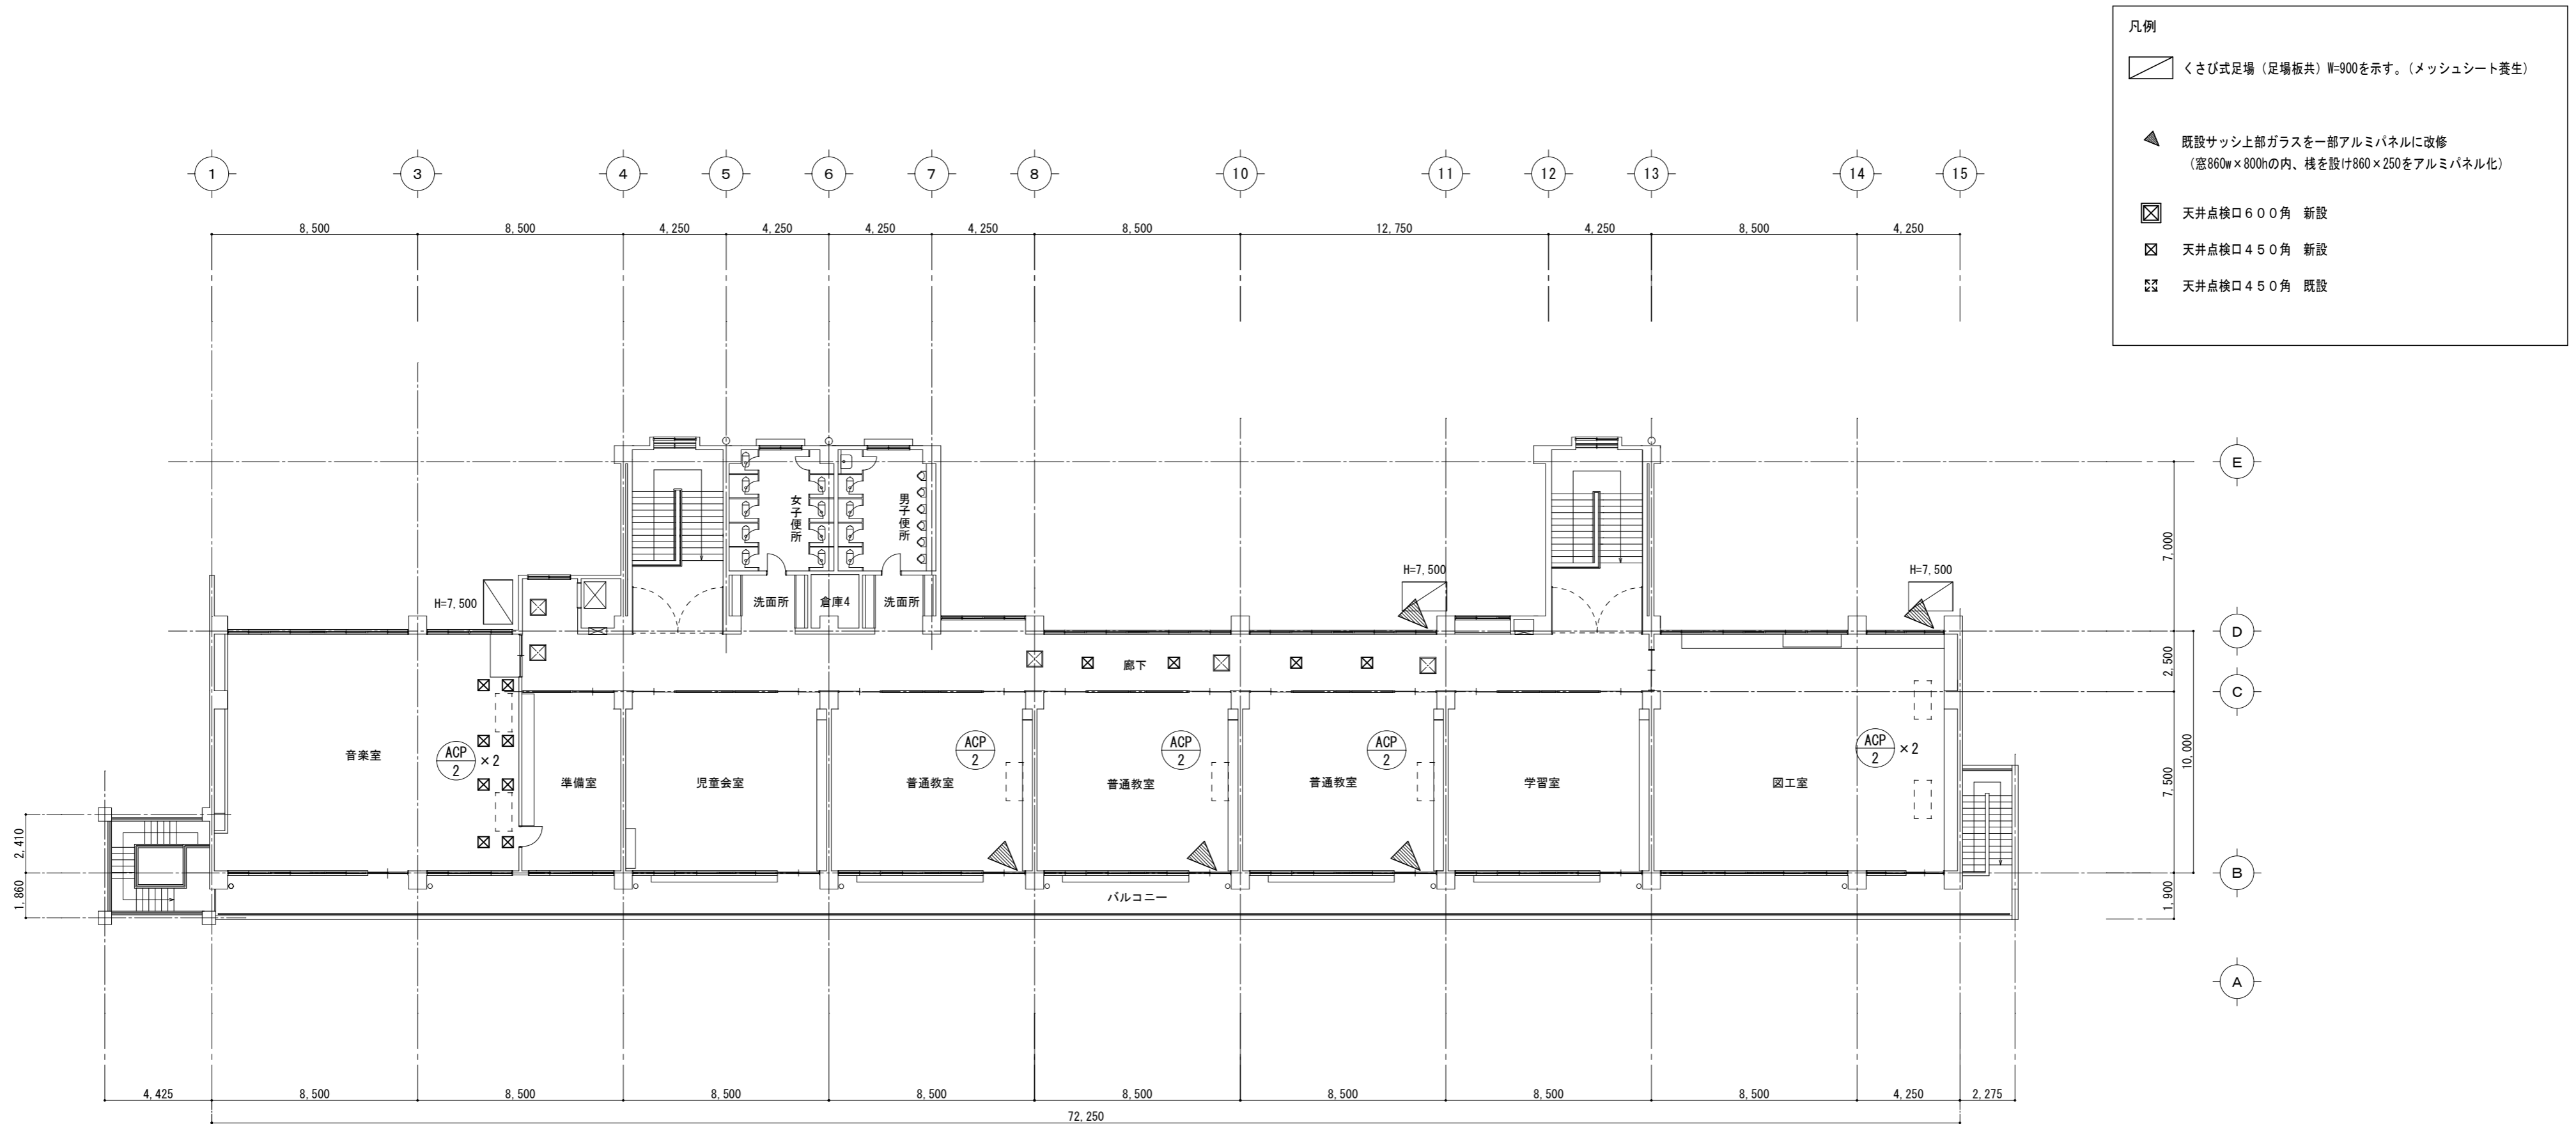 凡例
くさび式足場（足場板共）W=900を示す。（メッシュシート養生）
既設サッシ上部ガラスを一部アルミパネルに改修
（窓860w×800hの内、桟を設け860×250をアルミパネル化）
天井点検口６００角　新設
天井点検口４５０角　新設
天井点検口４５０角　既設
1 3 4 5 6 7 8 10 11 12 13 14 15
8,500 8,500 4,250 4,250 4,250 4,250 8,500 12,750 4,250 8,500 4,250
E
女子便所 男子便所
7,000
H=7,500 H=7,500
H=7,500 洗面所 倉庫4 洗面所
D
廊下 2,500
C
ACP 2 ACP 2 ACP 2 ACP 2 ×2
音楽室 ACP 2 ×2
10,000
準備室 児童会室 普通教室 普通教室 普通教室 学習室 図工室 7,500
2,410
B
1,860 バルコニー 1,900
A
4,425 8,500 8,500 8,500 8,500 8,500 8,500 8,500 8,500 4,250 2,275
72,250